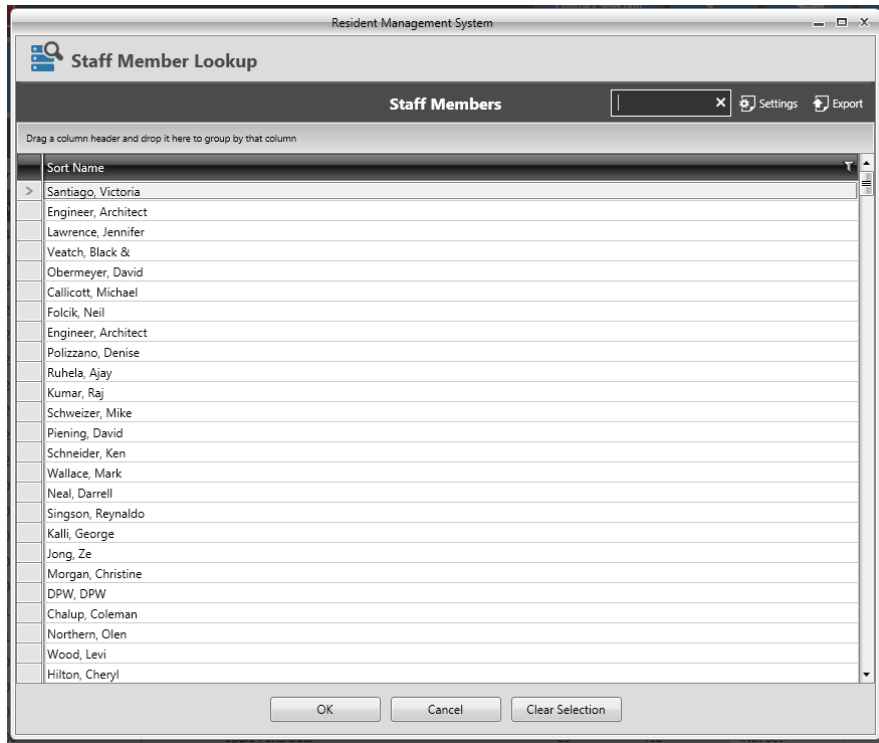 Resident Management System
Staff Member Lookup
Staff Members
Settings
Export
Drag a column header and drop it here to group by that column
Sort Name
Santiago, Victoria
Engineer, Architect
Lawrence, Jennifer
Veatch, Black &
Obermeyer, David
Callicott, Michael
Folcik, Neil
Engineer, Architect
Polizzano, Denise
Ruhela, Ajay
Kumar, Raj
Schweizer, Mike
Piening, David
Schneider, Ken
Wallace, Mark
Neal, Darrell
Singson, Reynaldo
Kalli, George
Jong, Ze
Morgan, Christine
DPW, DPW
Chalup, Coleman
Northern, Olen
Wood, Levi
Hilton, Cheryl
OK
Cancel
Clear Selection